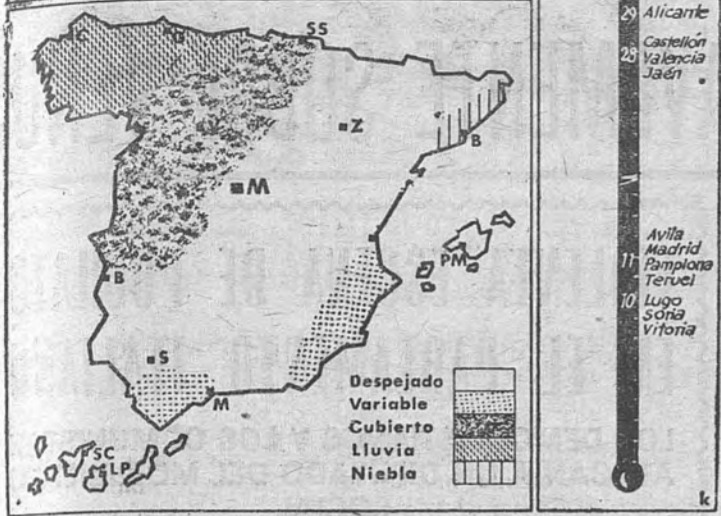 C
G
SS
Z
B
M
PM
B
S
M
SC
LP
Despejado
Variable
Cubierto
Lluvia
Niebla
29 Alicante
28 Castellón
Valencia
Jaén
11 Avila
Madrid
Pamplona
Teruel
10 Lugo
Soria
Vitoria
k